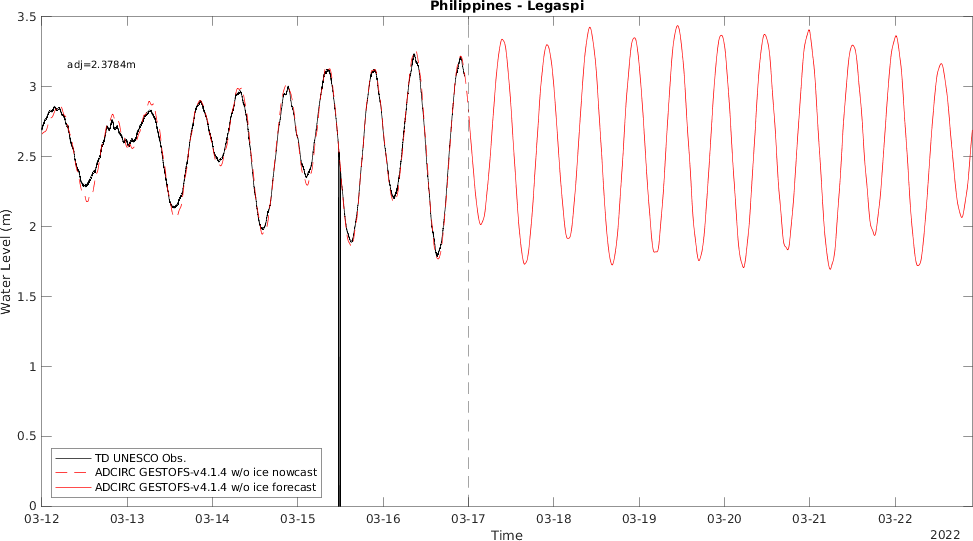 Philippines - Legaspi
3.5
adj=2.3784m
3
2.5
2
1.5
1
0.5
0
Water Level (m)
TD UNESCO Obs.
ADCIRC GESTOFS-v4.1.4 w/o ice nowcast
ADCIRC GESTOFS-v4.1.4 w/o ice forecast
03-12 03-13 03-14 03-15 03-16 03-17 03-18 03-19 03-20 03-21 03-22
Time
2022